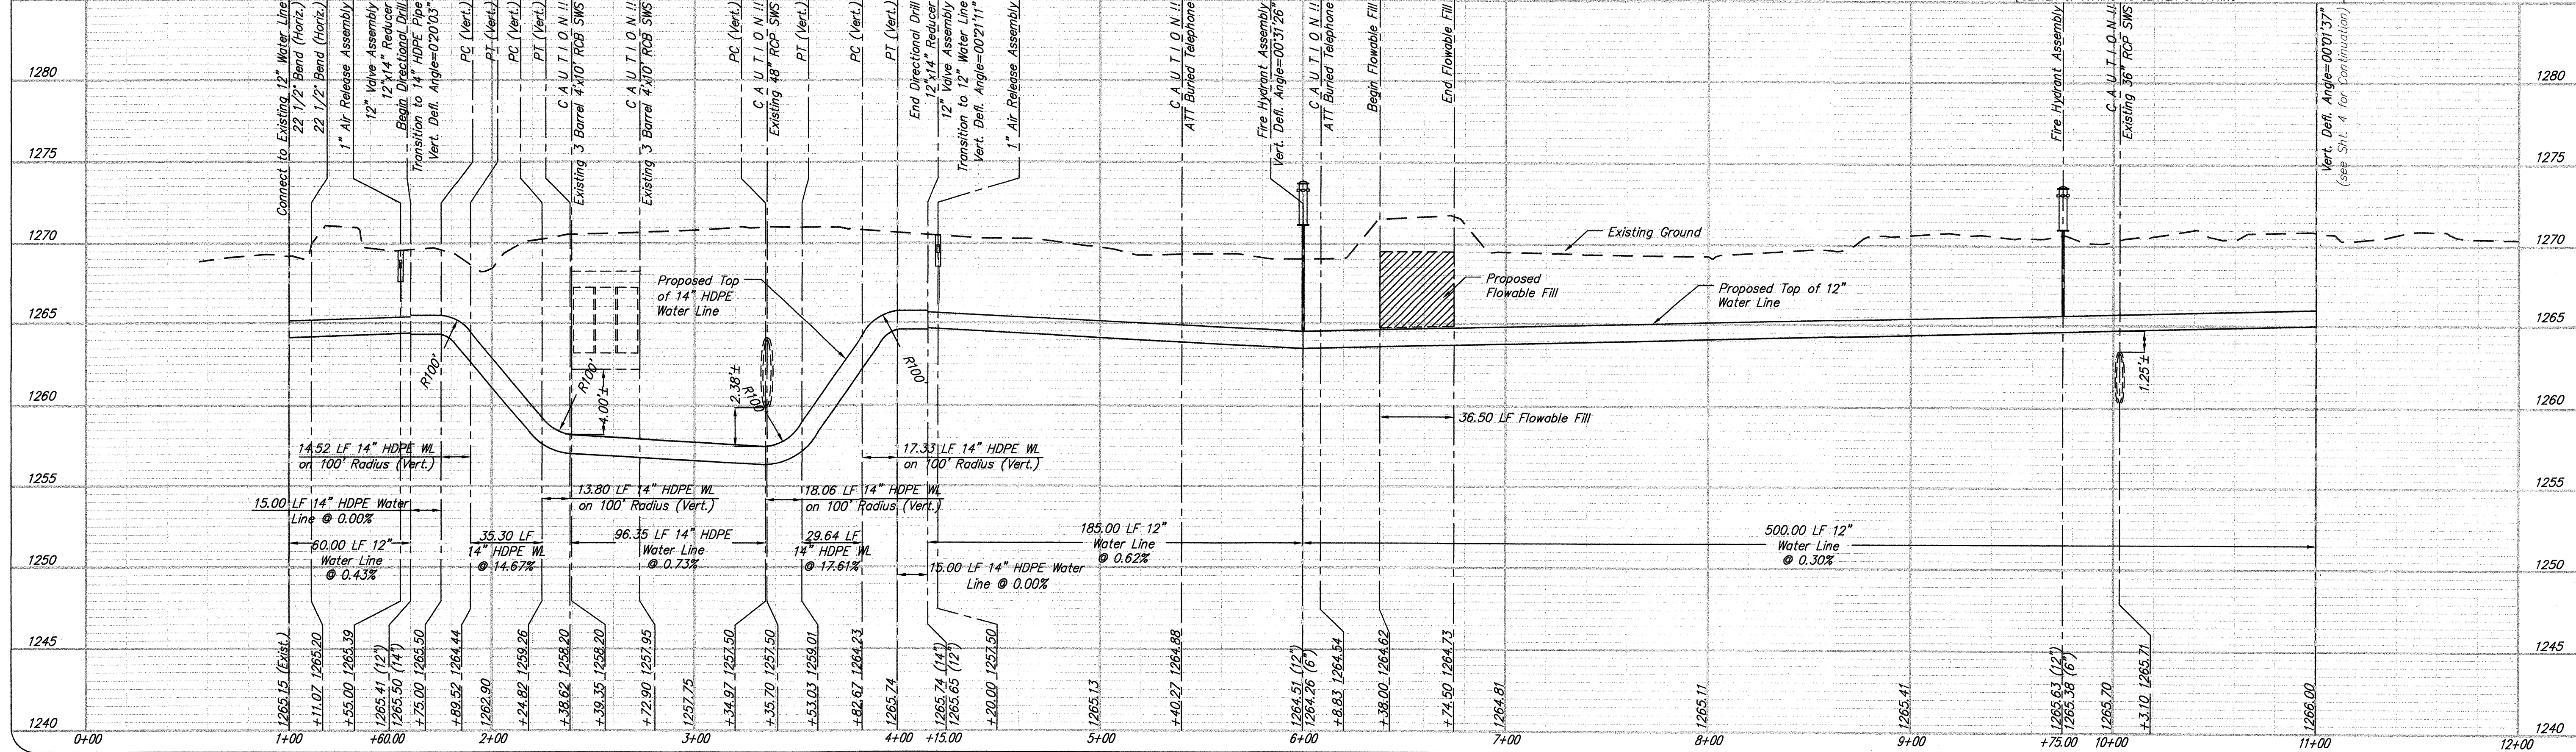 Connect to Existing 12" Water Line
22 1/2° Bend (Horiz.)
22 1/2° Bend (Horiz.)
1" Air Release Assembly
12" Valve Assembly
12"x14" Reducer
Begin Directional Drill
Transition to 14" HDPE Pipe
Vert. Defl. Angle=0°20'03"
PC (Vert.)
PT (Vert.)
PC (Vert.)
PT (Vert.)
C A U T I O N !!
Existing 3 Barrel 4'x10' RCB SWS
C A U T I O N !!
Existing 3 Barrel 4'x10' RCB SWS
PC (Vert.)
C A U T I O N !!
Existing 48" RCP SWS
PT (Vert.)
PC (Vert.)
PT (Vert.)
End Directional Drill
12"x14" Reducer
12" Valve Assembly
Transition to 12" Water Line
Vert. Defl. Angle=00°21'11"
1" Air Release Assembly
C A U T I O N !!
ATT Buried Telephone
Fire Hydrant Assembly
Vert. Defl. Angle=00°31'26"
C A U T I O N !!
ATT Buried Telephone
Begin Flowable Fill
End Flowable Fill
Fire Hydrant Assembly
C A U T I O N !!
Existing 36" RCP SWS
Vert. Defl. Angle=00°01'37"
(see Sht. 4 for Continuation)
1280
1280
1275
1275
1270
1270
1265
1265
1260
1260
1255
1255
1250
1250
1245
1245
1240
1240
Existing Ground
Proposed Top
of 14" HDPE
Water Line
Proposed
Flowable Fill
Proposed Top of 12"
Water Line
R100'
R100'
4.00'±
2.38'±
R100'
R100'
1.25'±
36.50 LF Flowable Fill
14.52 LF 14" HDPE WL
on 100' Radius (Vert.)
17.33 LF 14" HDPE WL
on 100' Radius (Vert.)
13.80 LF 14" HDPE WL
on 100' Radius (Vert.)
18.06 LF 14" HDPE WL
on 100' Radius (Vert.)
15.00 LF 14" HDPE Water
Line @ 0.00%
60.00 LF 12"
Water Line
@ 0.43%
35.30 LF
14" HDPE WL
@ 14.67%
96.35 LF 14" HDPE
Water Line
@ 0.73%
29.64 LF
14" HDPE WL
@ 17.61%
15.00 LF 14" HDPE Water
Line @ 0.00%
185.00 LF 12"
Water Line
@ 0.62%
500.00 LF 12"
Water Line
@ 0.30%
1265.15 (Exist.)
+11.07 1265.20
+55.00 1265.39
1265.41 (12")
1265.50 (14")
+75.00 1265.50
+89.52 1264.44
1262.90
+24.82 1259.26
+38.62 1258.20
+39.35 1258.20
+72.90 1257.95
1257.75
+34.97 1257.50
+35.70 1257.50
+53.03 1259.01
+82.67 1264.23
1265.74
1265.74 (14")
1265.65 (12")
+20.00 1257.50
1265.13
+40.27 1264.88
1264.51 (12")
1264.26 (6")
+8.83 1264.54
+38.00 1264.62
+74.50 1264.73
1264.81
1265.11
1265.41
1265.63 (12")
1265.38 (6")
1265.70
+3.10 1265.71
1266.00
0+00
1+00
+60.00
2+00
3+00
4+00
+15.00
5+00
6+00
7+00
8+00
9+00
+75.00
10+00
11+00
12+00